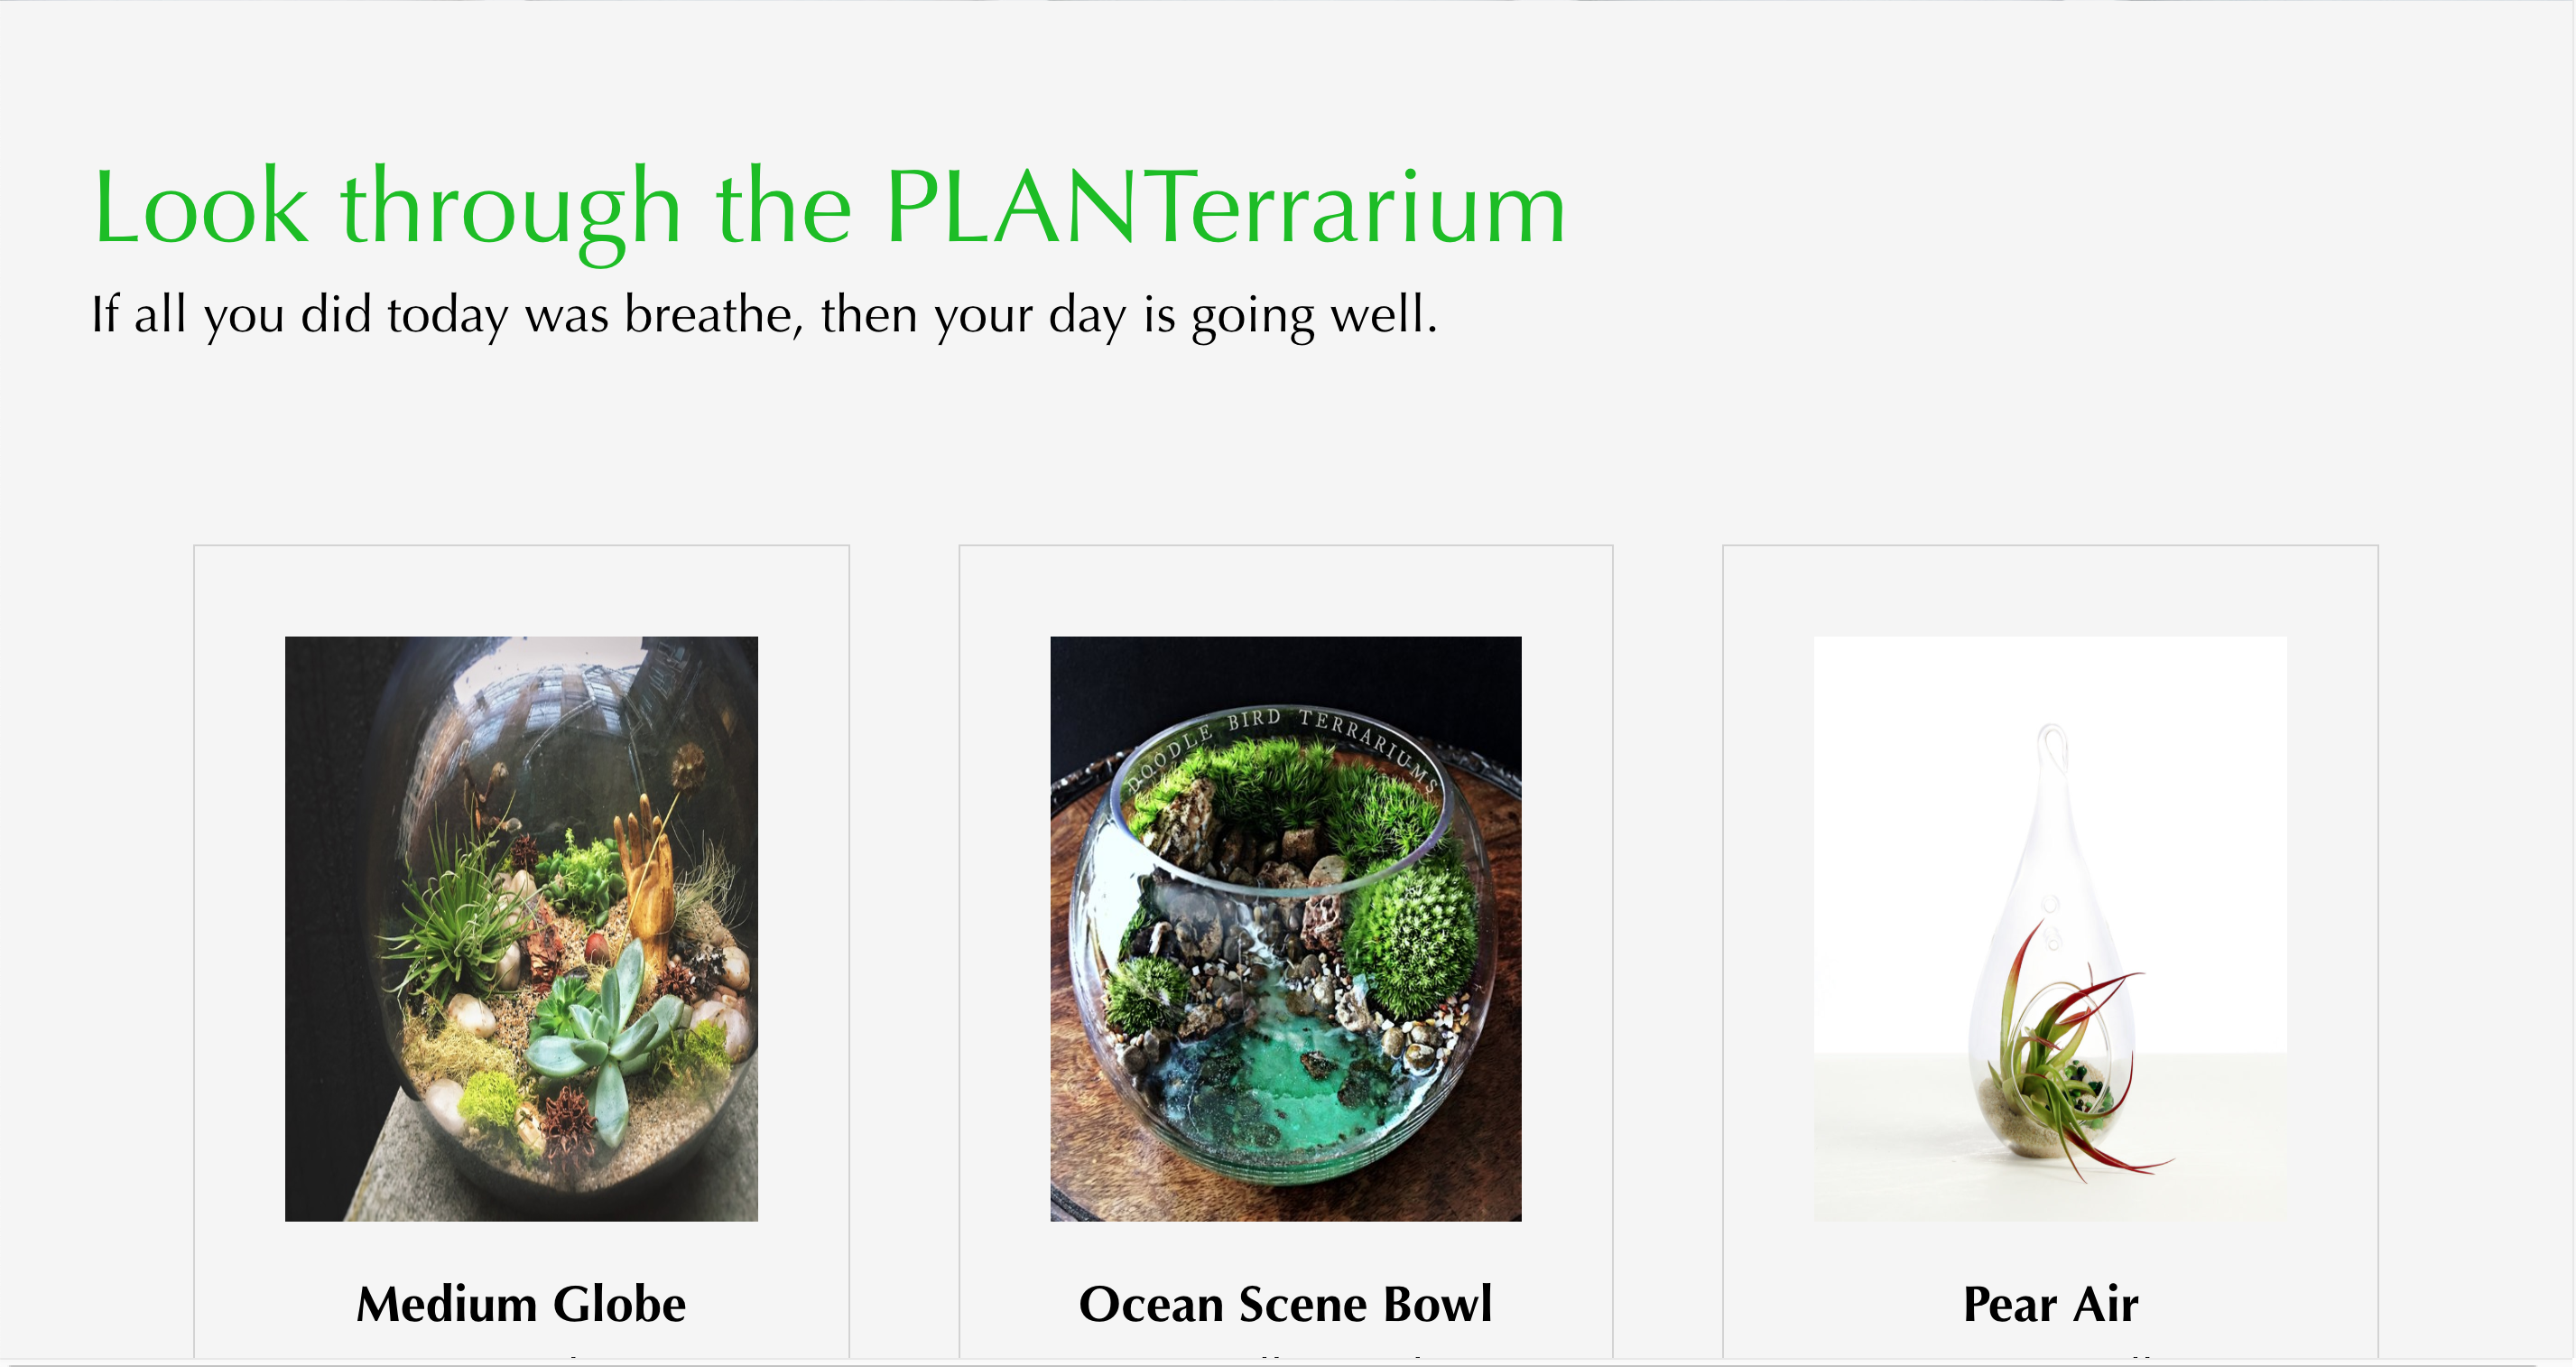 Look through the PLANTerrarium
If all you did today was breathe, then your day is going well.
DOODLE BIRD TERRARIUMS
Medium Globe
Ocean Scene Bowl
Pear Air